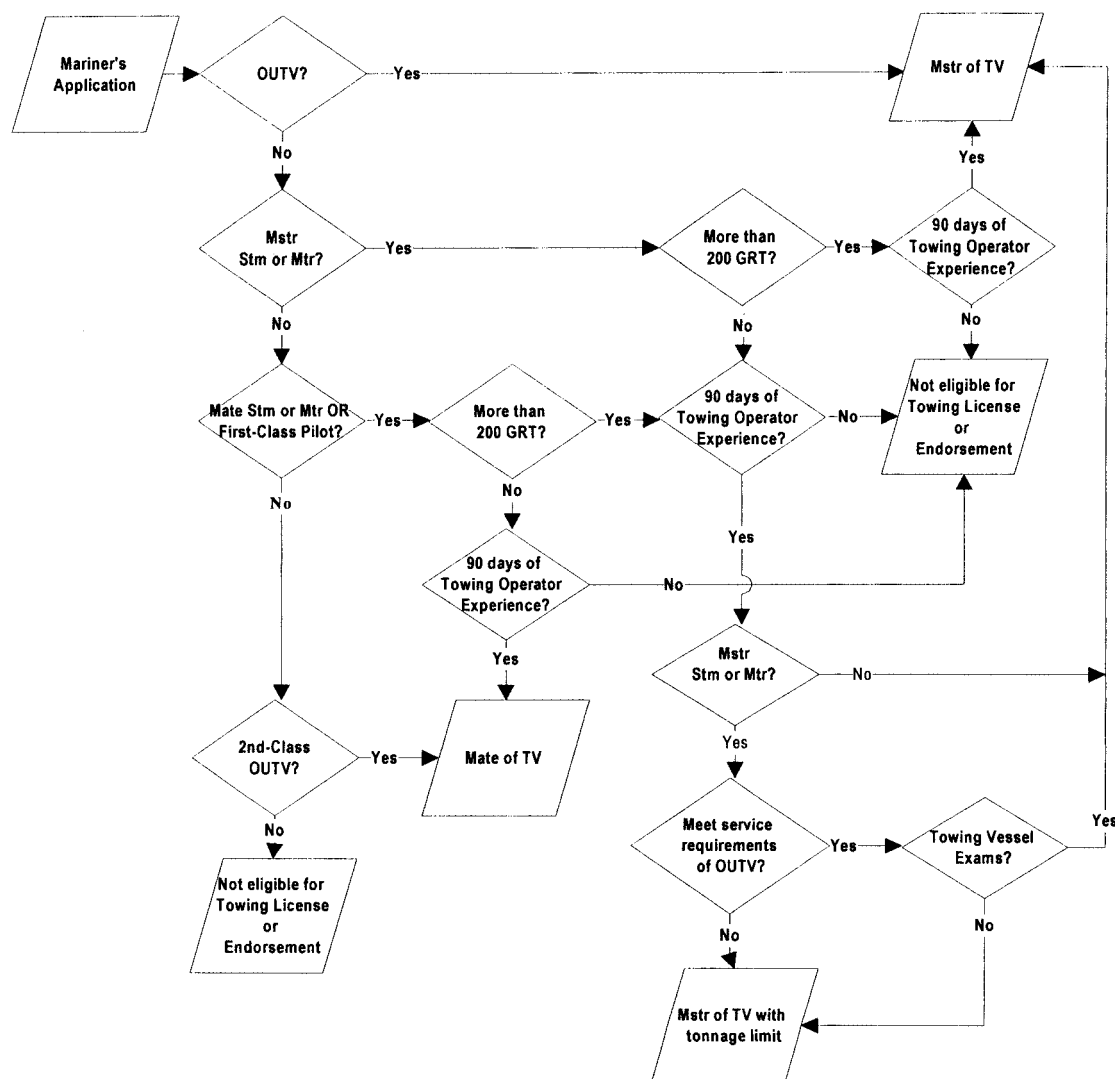 Mariner's
Application
OUTV?
Yes
Mstr of TV
No
Yes
Mstr
Stm or Mtr?
Yes
More than
200 GRT?
Yes
90 days of
Towing Operator
Experience?
No
No
No
Mate Stm or Mtr OR
First-Class Pilot?
Yes
More than
200 GRT?
Yes
90 days of
Towing Operator
Experience?
No
Not eligible for
Towing License
or
Endorsement
No
No
Yes
90 days of
Towing Operator
Experience?
No
Yes
Mstr
Stm or Mtr?
No
2nd-Class
OUTV?
Yes
Mate of TV
Yes
No
Meet service
requirements
of OUTV?
Yes
Towing Vessel
Exams?
Yes
Not eligible for
Towing License
or
Endorsement
No
No
Mstr of TV with
tonnage limit